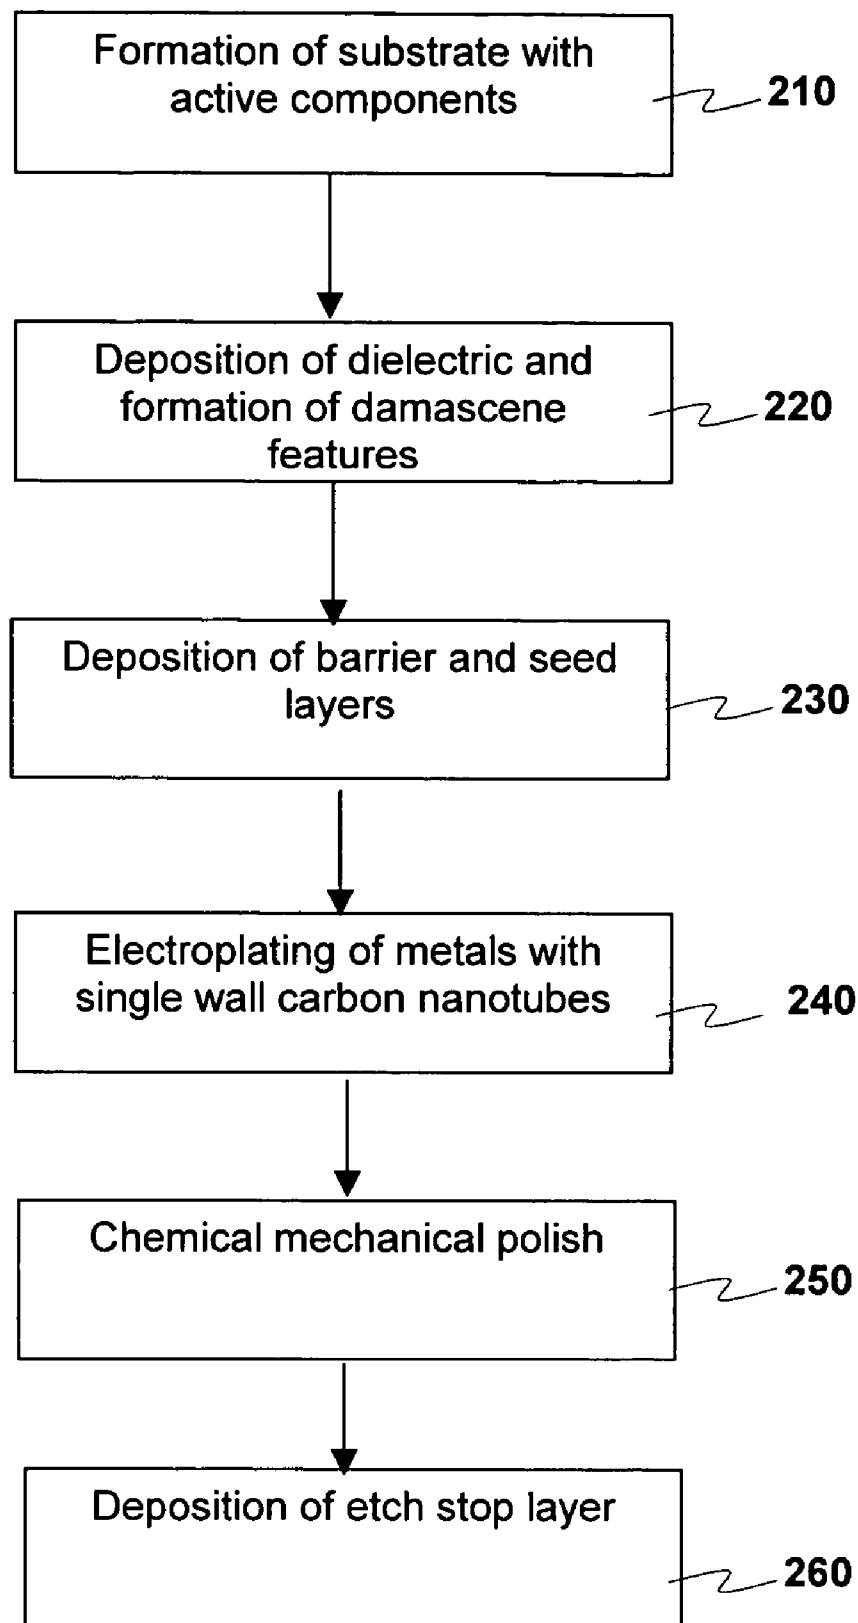 Formation of substrate with
active components
210
Deposition of dielectric and
formation of damascene
features
220
Deposition of barrier and seed
layers
230
Electroplating of metals with
single wall carbon nanotubes
240
Chemical mechanical polish
250
Deposition of etch stop layer
260